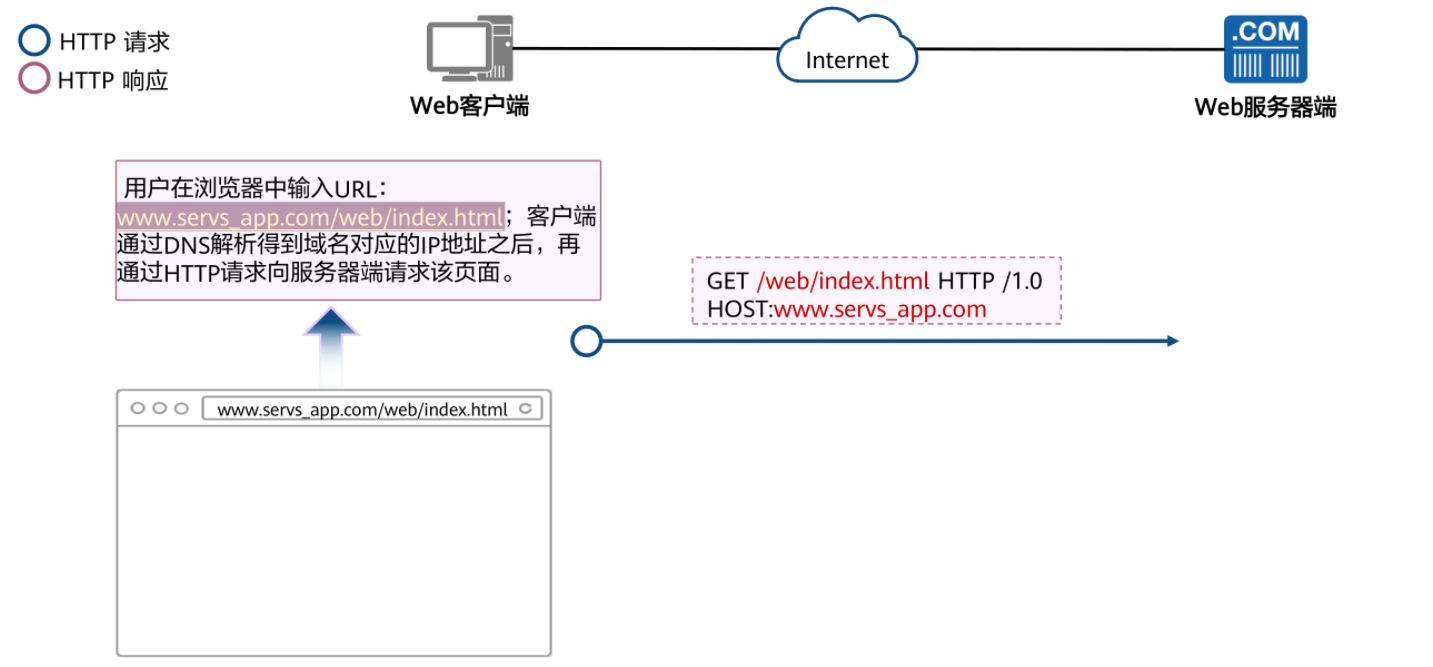 HTTP 请求
HTTP 响应
Web客户端
Internet
.COM
Web服务器端
用户在浏览器中输入URL：
www.servs_app.com/web/index.html；客户端
通过DNS解析得到域名对应的IP地址之后，再
通过HTTP请求向服务器端请求该页面。
GET /web/index.html HTTP /1.0
HOST:www.servs_app.com
www.servs_app.com/web/index.html